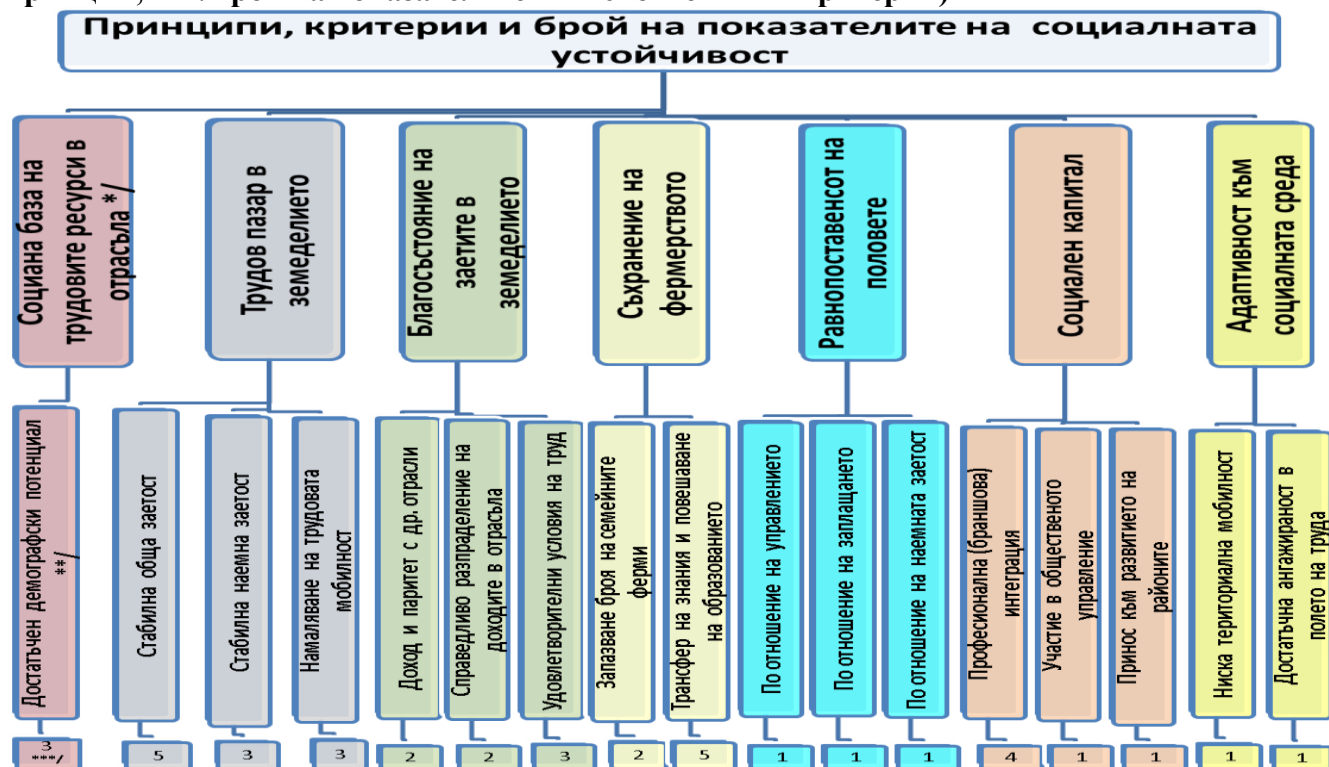 Принципи, критерии и брой на показателите на социалната
устойчивост
Социана база на
трудовите ресурси в
отрасъла */
Трудов пазар в
земеделието
Благосъстояние на
заетите в
земеделието
Съхранение на
фермерството
Равнопоставенсот на
половете
Социален капитал
Адаптивност към
социалната среда
Достатъчен демографски потенциал
**/
Стабилна обща заетост
Стабилна наемна заетост
Намаляване на трудовата
мобилност
Доход и паритет с др. отрасли
Справедливо разпраделение на
доходите в отрасъла
Удовлетворителни условия на труд
Запазване броя на семейните
ферми
Трансфер на знания и повешаване
на образованието
По отношение на управлението
По отношение на заплащането
По отношение на наемната заетост
Професионална (браншова)
интеграция
Участие в общественото
управление
Принос към развитието на
районите
Ниска териториална мобилност
Достатъчна ангажираност в
полето на труда
3
***/
5
3
3
2
2
3
2
5
1
1
1
4
1
1
1
1